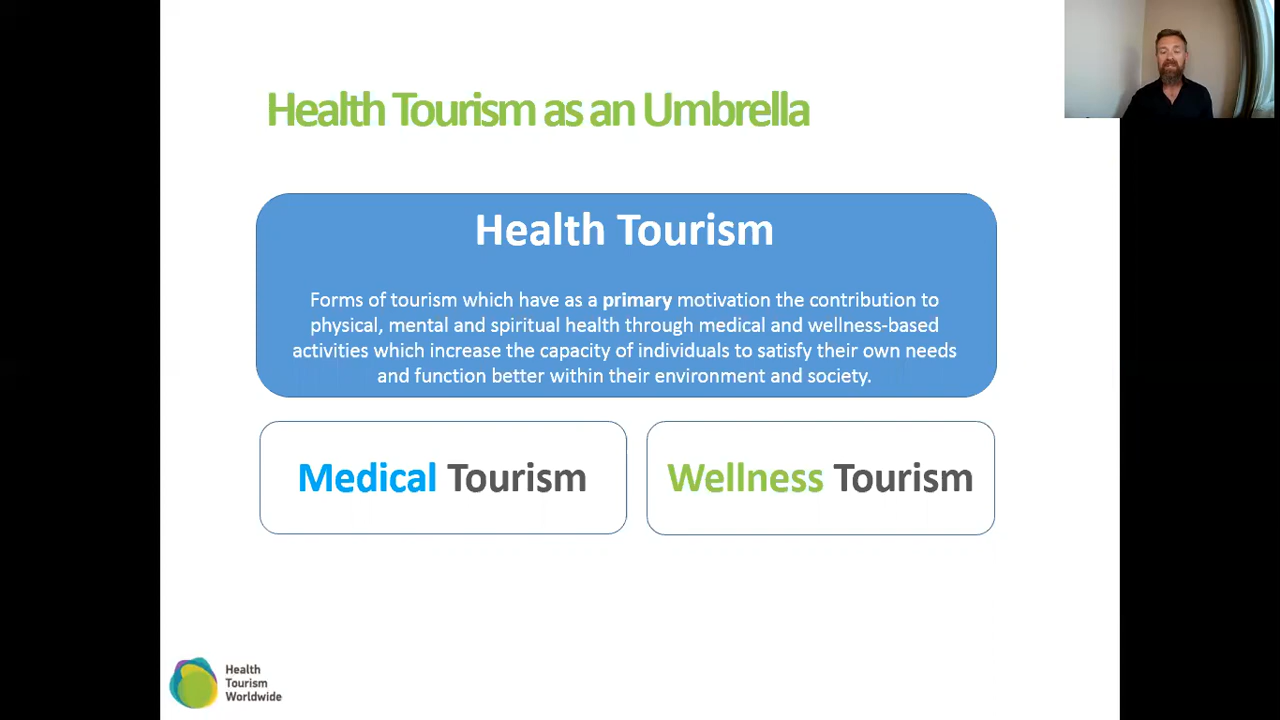 Health Tourism as an Umbrella
Health Tourism
Forms of tourism which have as a primary motivation the contribution to
physical, mental and spiritual health through medical and wellness-based
activities which increase the capacity of individuals to satisfy their own needs
and function better within their environment and society.
Medical Tourism
Wellness Tourism
Health
Tourism
Worldwide